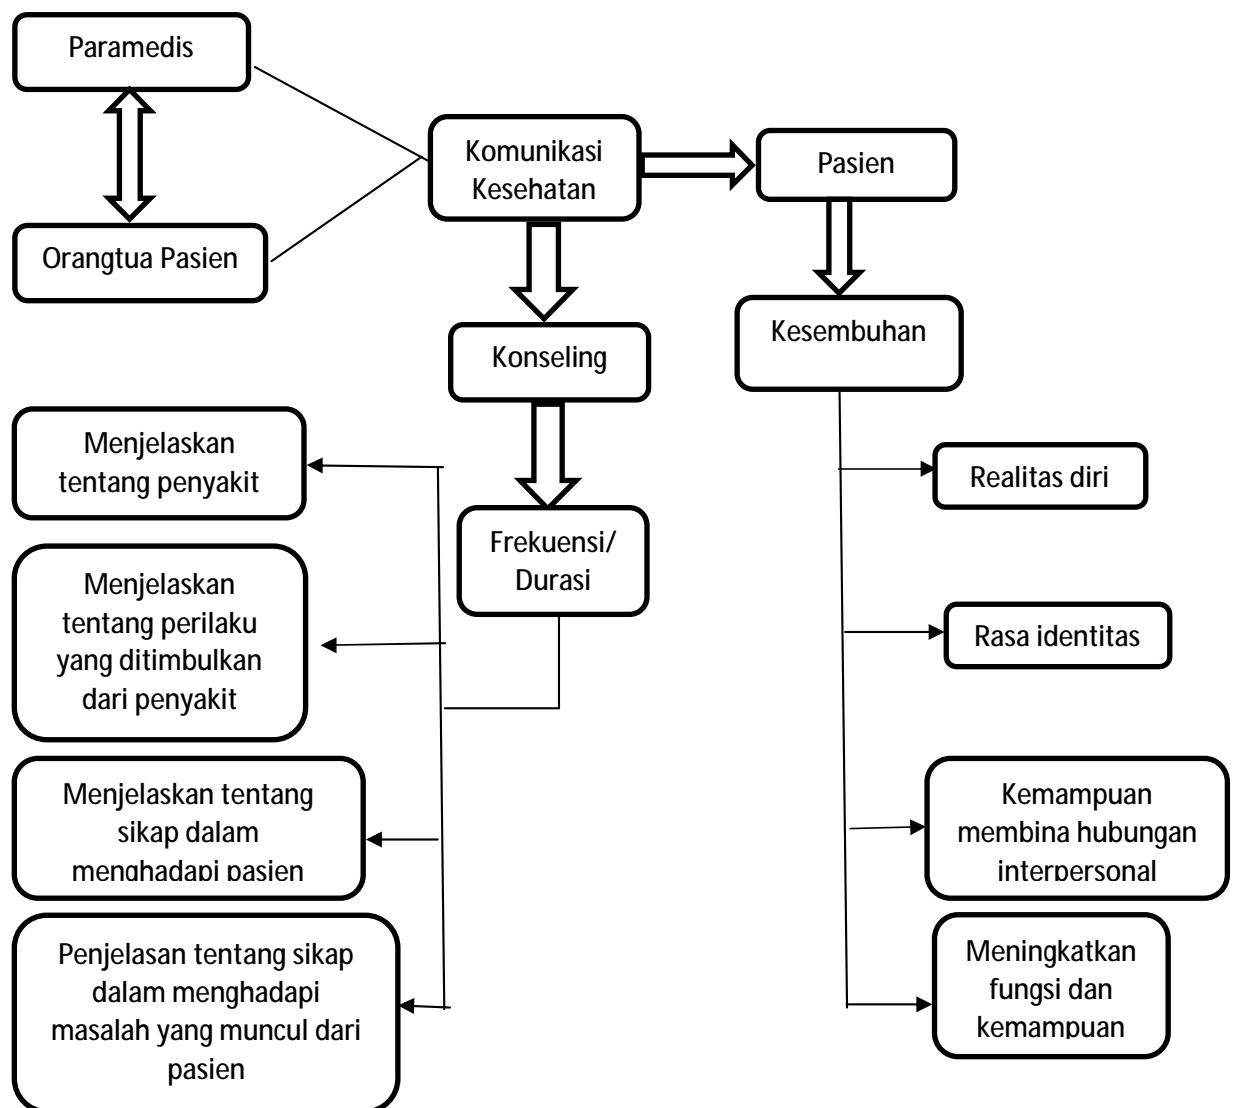 Paramedis
Orangtua Pasien
Komunikasi
Kesehatan
Pasien
Konseling
Kesembuhan
Frekuensi/
Durasi
Menjelaskan
tentang penyakit
Menjelaskan
tentang perilaku
yang ditimbulkan
dari penyakit
Menjelaskan tentang
sikap dalam
menghadapi pasien
Penjelasan tentang sikap
dalam menghadapi
masalah yang muncul dari
pasien
Realitas diri
Rasa identitas
Kemampuan
membina hubungan
interpersonal
Meningkatkan
fungsi dan
kemampuan